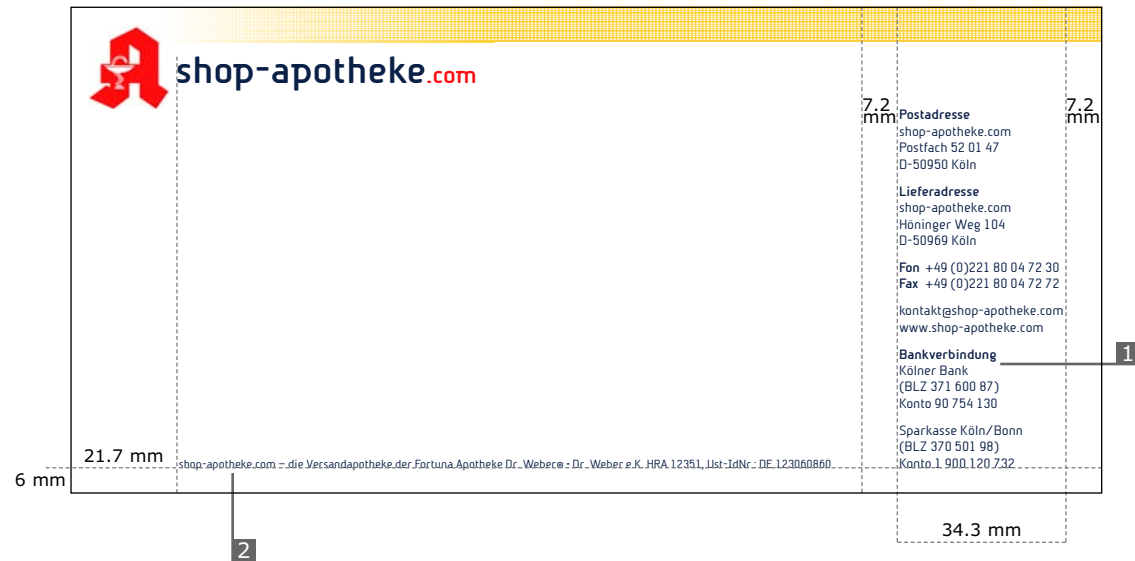 shop-apotheke.com
7.2
mm
7.2
mm
Postadresse
shop-apotheke.com
Postfach 52 01 47
D-50950 Köln
Lieferadresse
shop-apotheke.com
Höninger Weg 104
D-50969 Köln
Fon +49 (0)221 80 04 72 30
Fax +49 (0)221 80 04 72 72
kontakt@shop-apotheke.com
www.shop-apotheke.com
Bankverbindung
1
Kölner Bank
(BLZ 371 600 87)
Konto 90 754 130
Sparkasse Köln/Bonn
(BLZ 370 501 98)
Konto 1 900 120 732
21.7 mm
shop-apotheke.com – die Versandapotheke der Fortuna Apotheke Dr. Weber® • Dr. Weber e.K. HRA 12351, Ust-IdNr.: DE 123060860
6 mm
34.3 mm
2